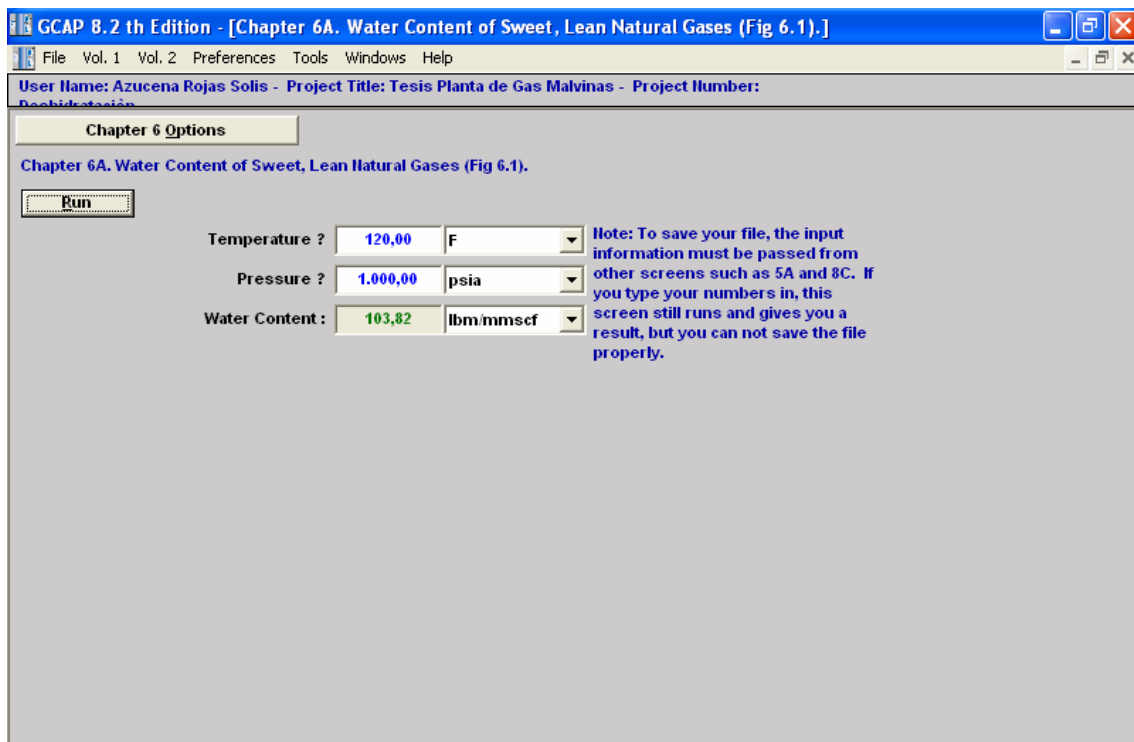 GCAP 8.2 th Edition - [Chapter 6A. Water Content of Sweet, Lean Natural Gases (Fig 6.1).]
File Vol. 1 Vol. 2 Preferences Tools Windows Help
User Name: Azucena Rojas Solis - Project Title: Tesis Planta de Gas Malvinas - Project Number:
Deshidrataciòn
Chapter 6 Options
Chapter 6A. Water Content of Sweet, Lean Natural Gases (Fig 6.1).
Run
Temperature ? 120,00 F
Pressure ? 1.000,00 psia
Water Content : 103,82 lbm/mmscf
Note: To save your file, the input
information must be passed from
other screens such as 5A and 8C. If
you type your numbers in, this
screen still runs and gives you a
result, but you can not save the file
properly.